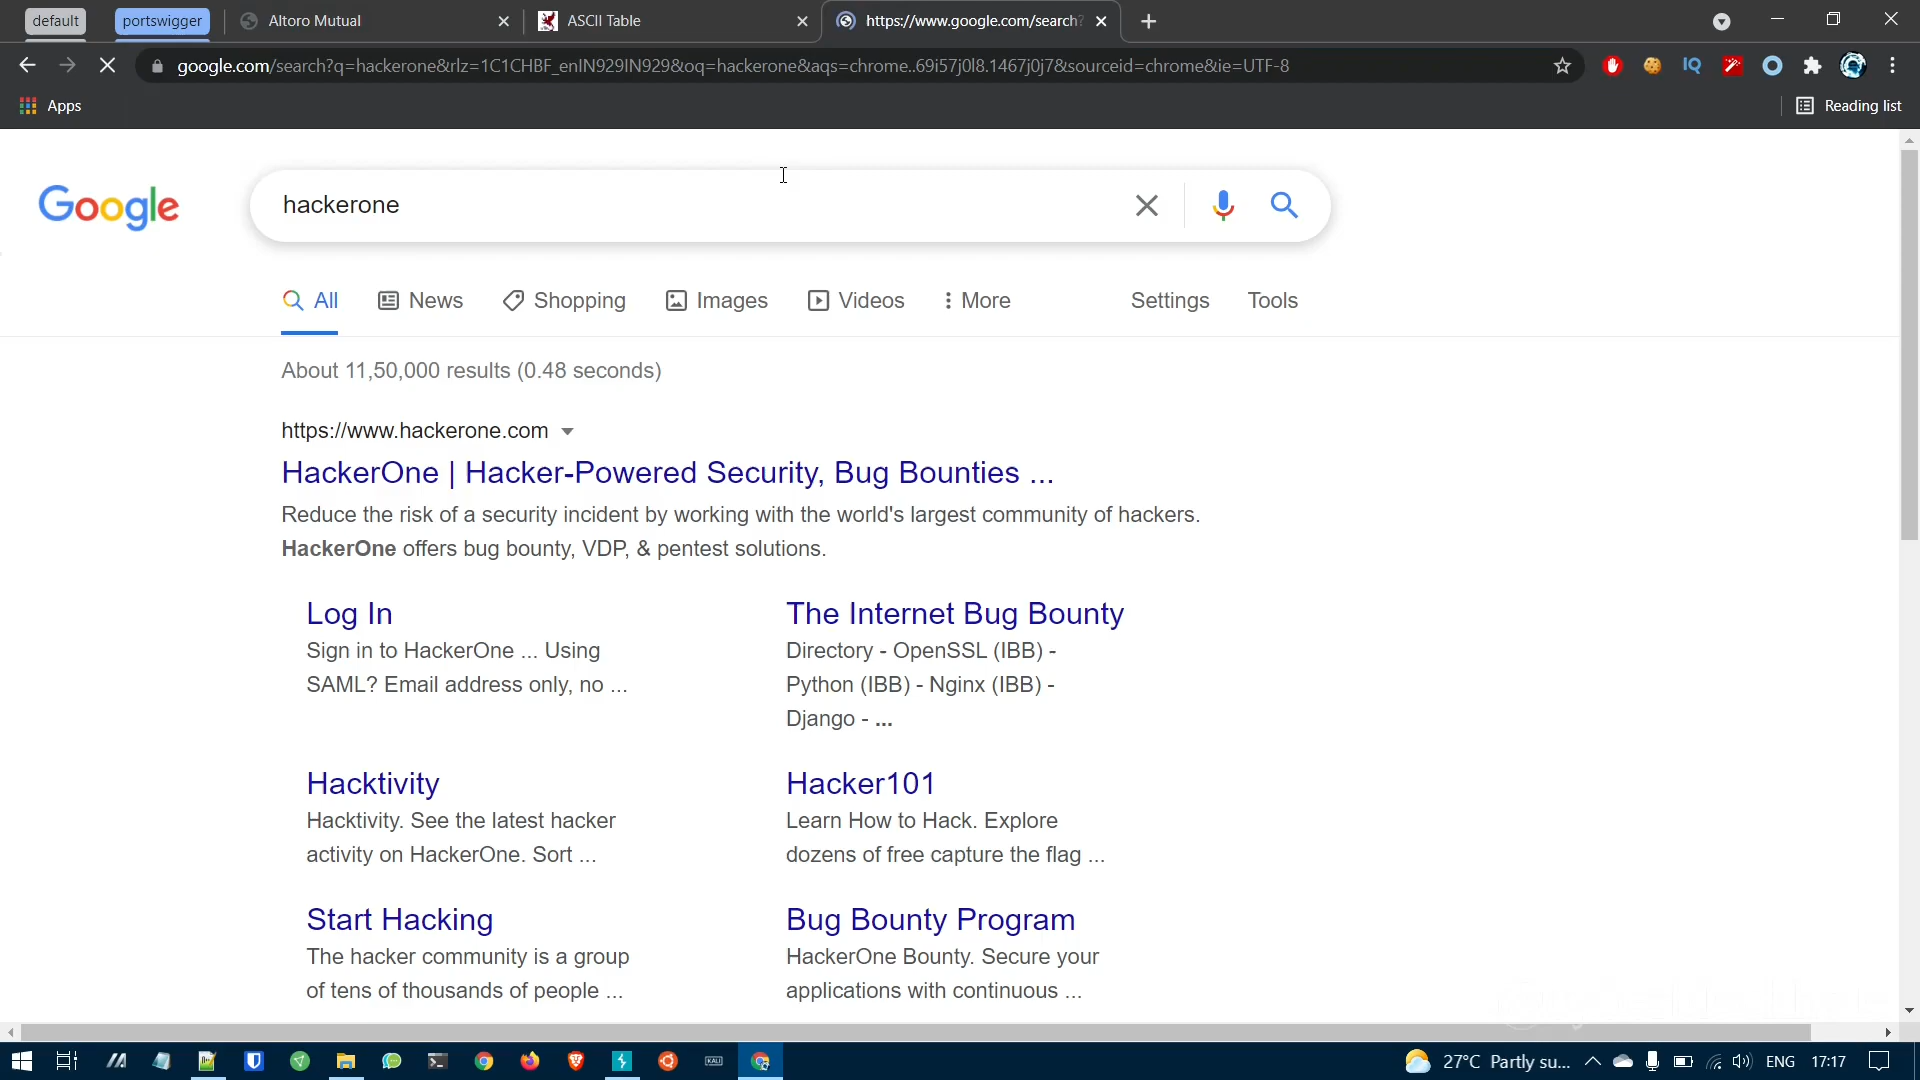 default
portswigger
Altoro Mutual
ASCII Table
https://www.google.com/search?
google.com/search?q=hackerone&rlz=1C1CHBF_enIN929IN929&oq=hackerone&aqs=chrome..69i57j0l8.1467j0j7&sourceid=chrome&ie=UTF-8
IQ
Apps
Reading list
Google
hackerone
All
News
Shopping
Images
Videos
More
Settings
Tools
About 11,50,000 results (0.48 seconds)
https://www.hackerone.com
HackerOne | Hacker-Powered Security, Bug Bounties ...
Reduce the risk of a security incident by working with the world's largest community of hackers.
HackerOne offers bug bounty, VDP, & pentest solutions.
Log In
Sign in to HackerOne ... Using
SAML? Email address only, no ...
The Internet Bug Bounty
Directory - OpenSSL (IBB) -
Python (IBB) - Nginx (IBB) -
Django - ...
Hacktivity
Hacktivity. See the latest hacker
activity on HackerOne. Sort ...
Hacker101
Learn How to Hack. Explore
dozens of free capture the flag ...
Start Hacking
The hacker community is a group
of tens of thousands of people ...
Bug Bounty Program
HackerOne Bounty. Secure your
applications with continuous ...
KALI
27°C Partly su...
ENG
17:17